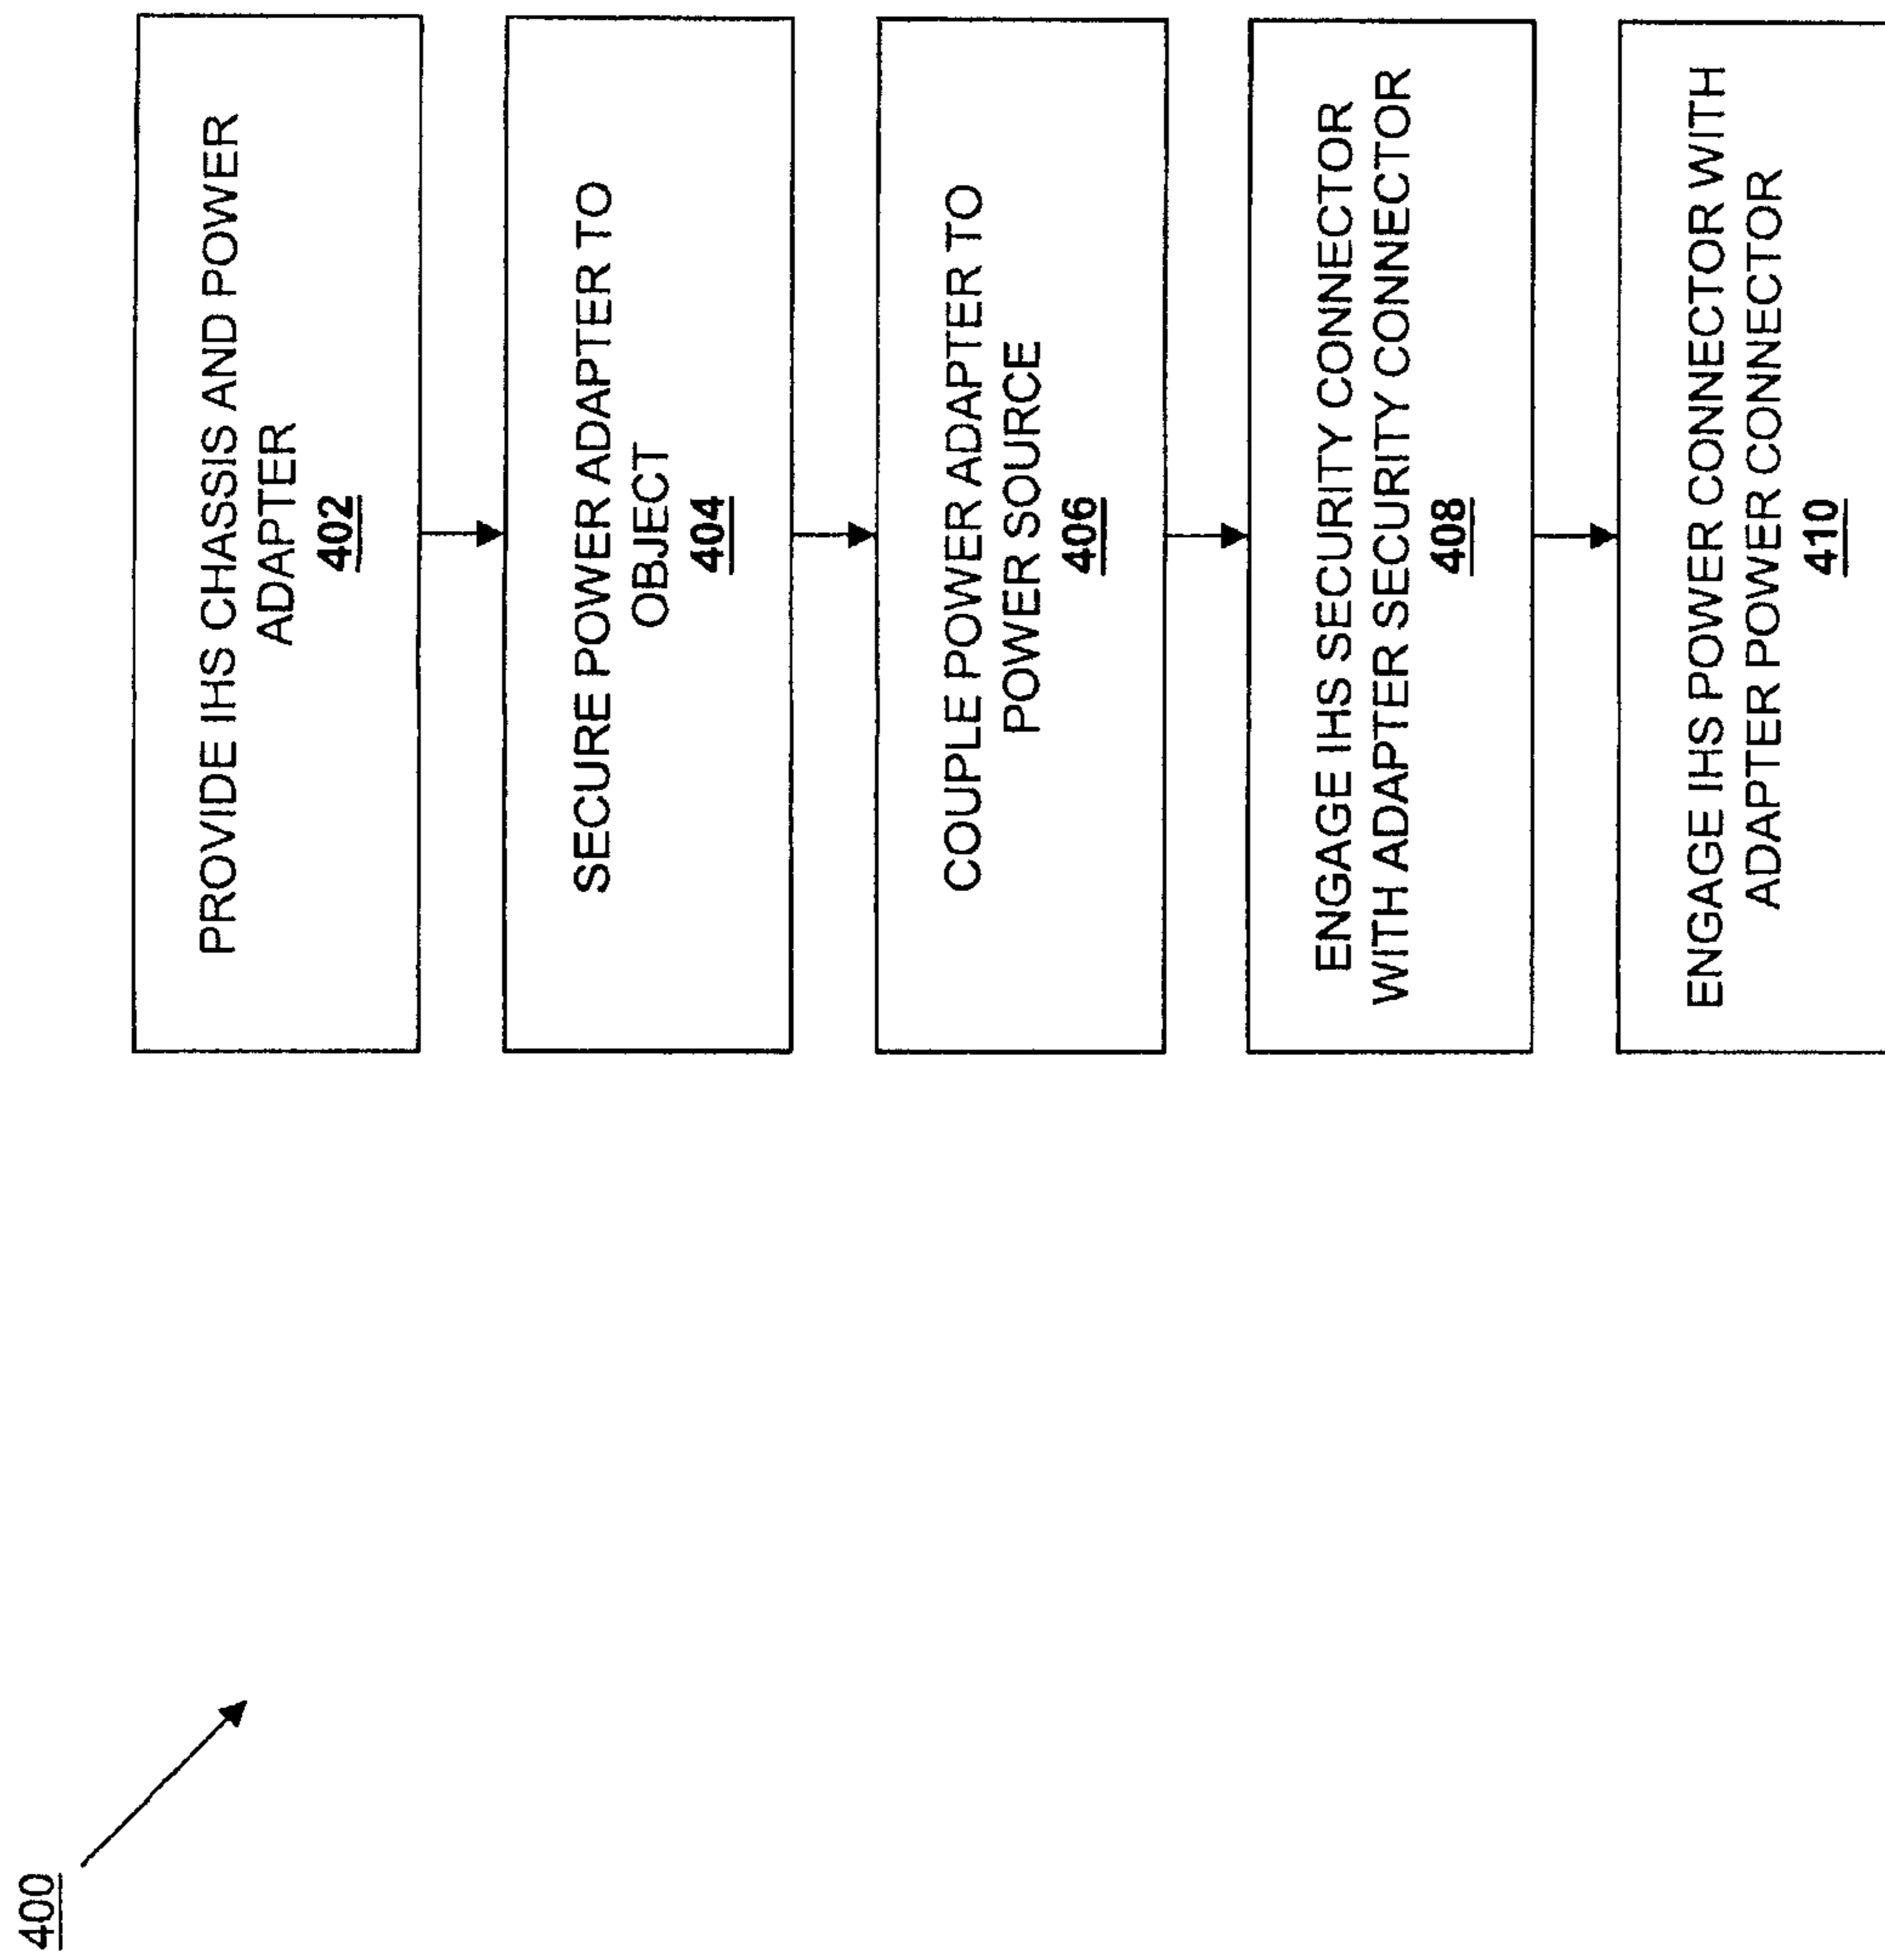 400
PROVIDE IHS CHASSIS AND POWER
ADAPTER
402
SECURE POWER ADAPTER TO
OBJECT
404
COUPLE POWER ADAPTER TO
POWER SOURCE
406
ENGAGE IHS SECURITY CONNECTOR
WITH ADAPTER SECURITY CONNECTOR
408
ENGAGE IHS POWER CONNECTOR WITH
ADAPTER POWER CONNECTOR
410